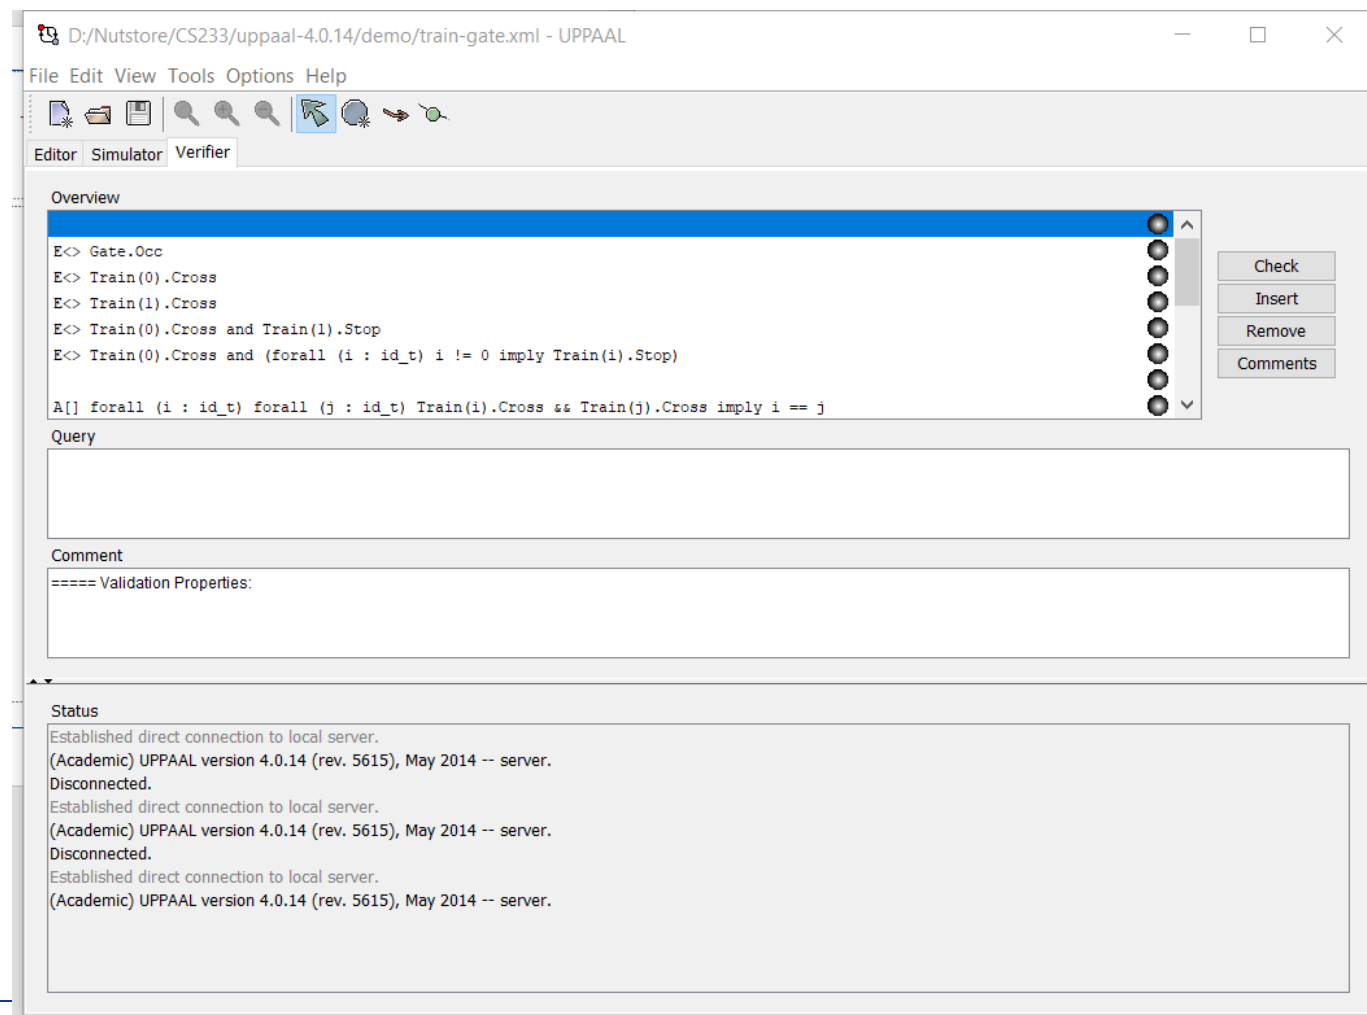 D:/Nutstore/CS233/uppaal-4.0.14/demo/train-gate.xml - UPPAAL
File Edit View Tools Options Help
Editor Simulator Verifier
Overview
E<> Gate.Occ
E<> Train(0).Cross
E<> Train(1).Cross
E<> Train(0).Cross and Train(1).Stop
E<> Train(0).Cross and (forall (i : id_t) i != 0 imply Train(i).Stop)
A[] forall (i : id_t) forall (j : id_t) Train(i).Cross && Train(j).Cross imply i == j
Check
Insert
Remove
Comments
Query
Comment
===== Validation Properties:
Status
Established direct connection to local server.
(Academic) UPPAAL version 4.0.14 (rev. 5615), May 2014 -- server.
Disconnected.
Established direct connection to local server.
(Academic) UPPAAL version 4.0.14 (rev. 5615), May 2014 -- server.
Disconnected.
Established direct connection to local server.
(Academic) UPPAAL version 4.0.14 (rev. 5615), May 2014 -- server.